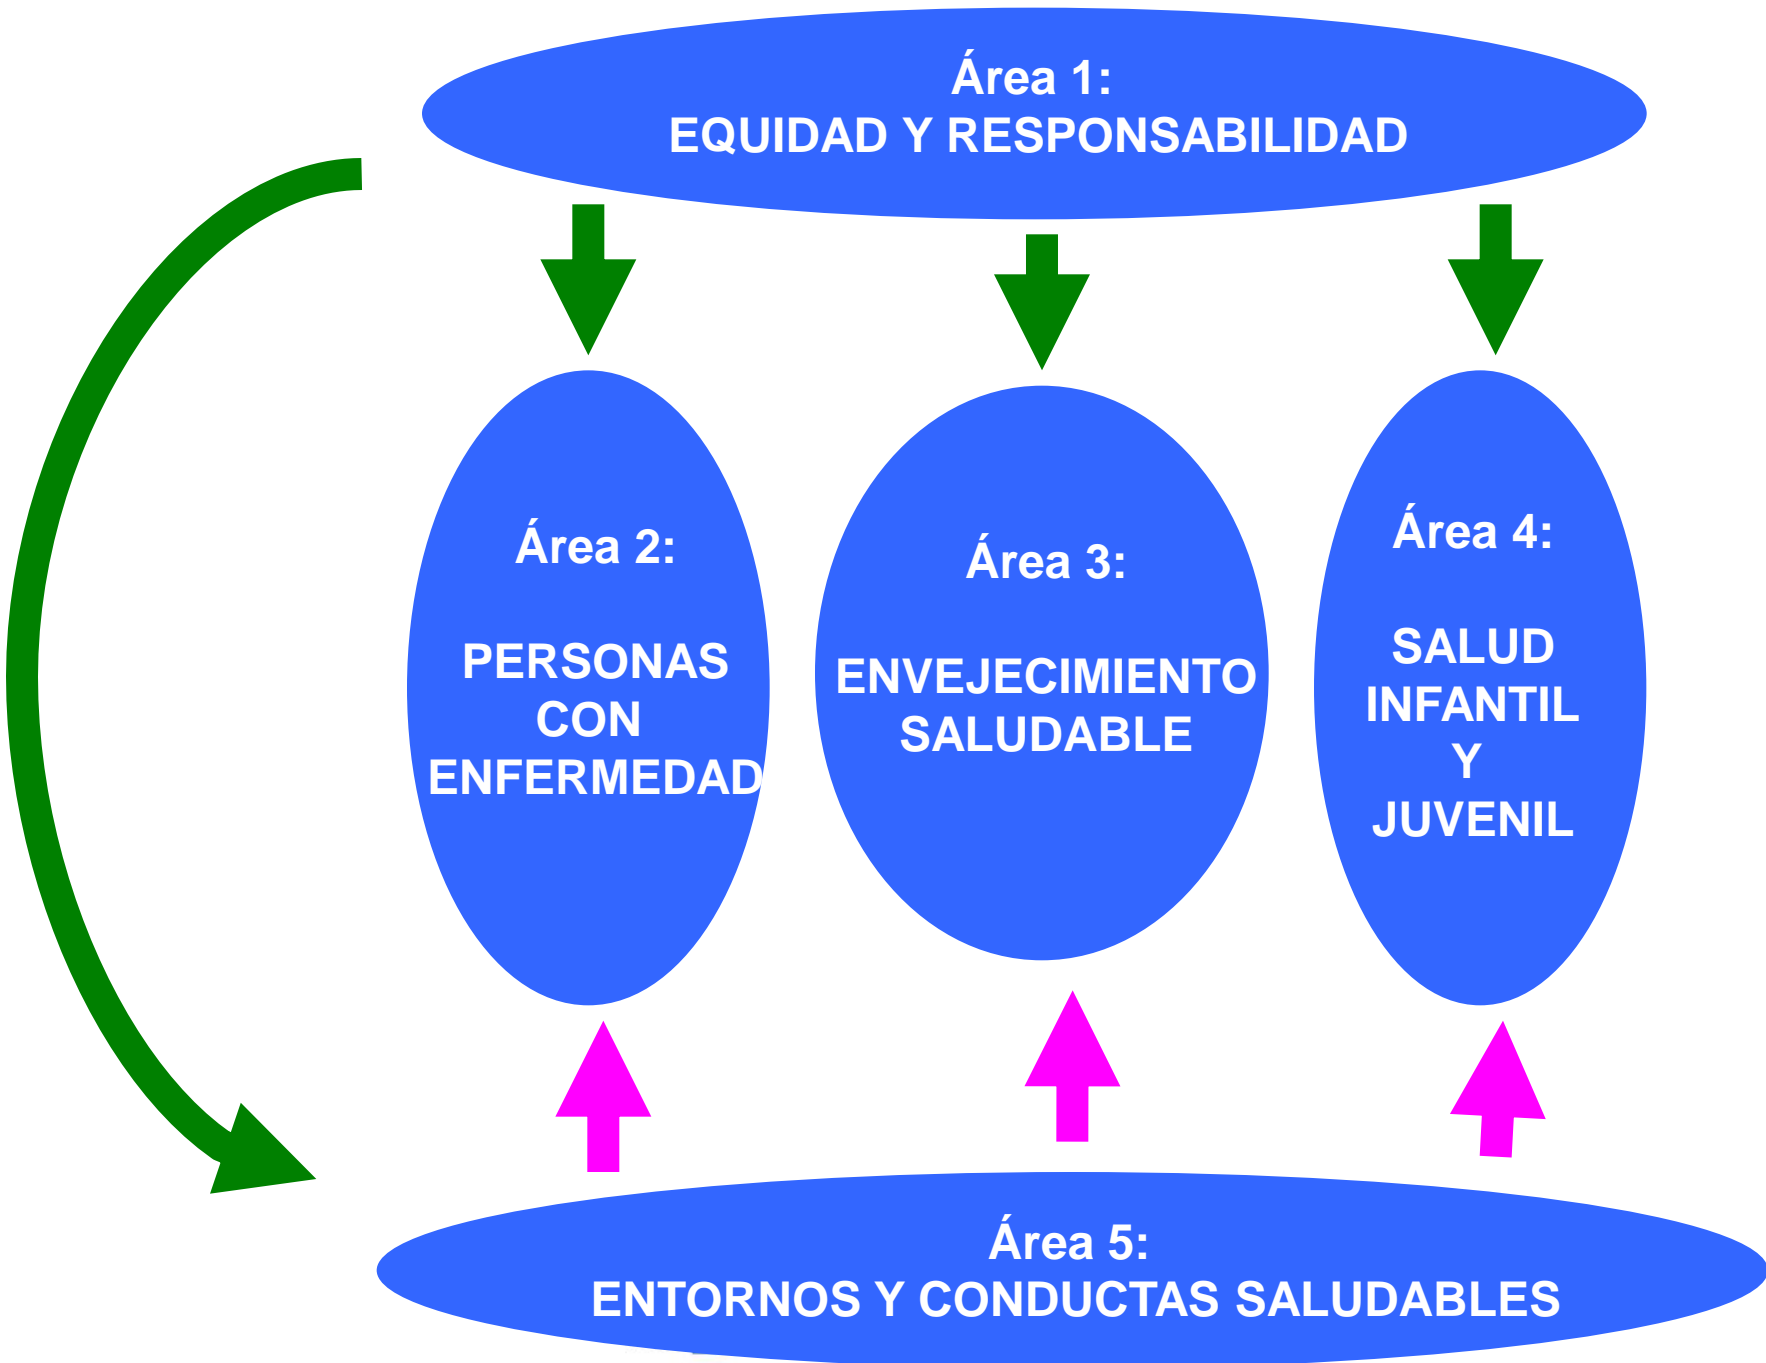 Área 1:
EQUIDAD Y RESPONSABILIDAD
Área 2:
PERSONAS
CON
ENFERMEDAD
Área 3:
ENVEJECIMIENTO
SALUDABLE
Área 4:
SALUD
INFANTIL
Y
JUVENIL
Área 5:
ENTORNOS Y CONDUCTAS SALUDABLES